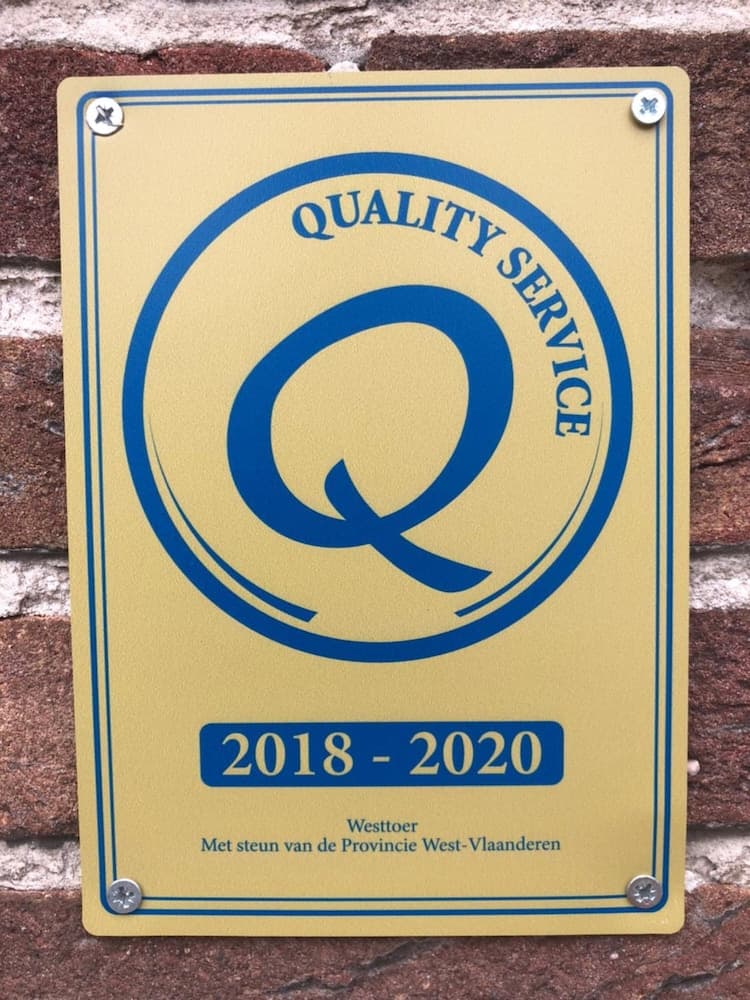 QUALITY SERVICE
Q
2018 - 2020
Westtoer
Met steun van de Provincie West-Vlaanderen